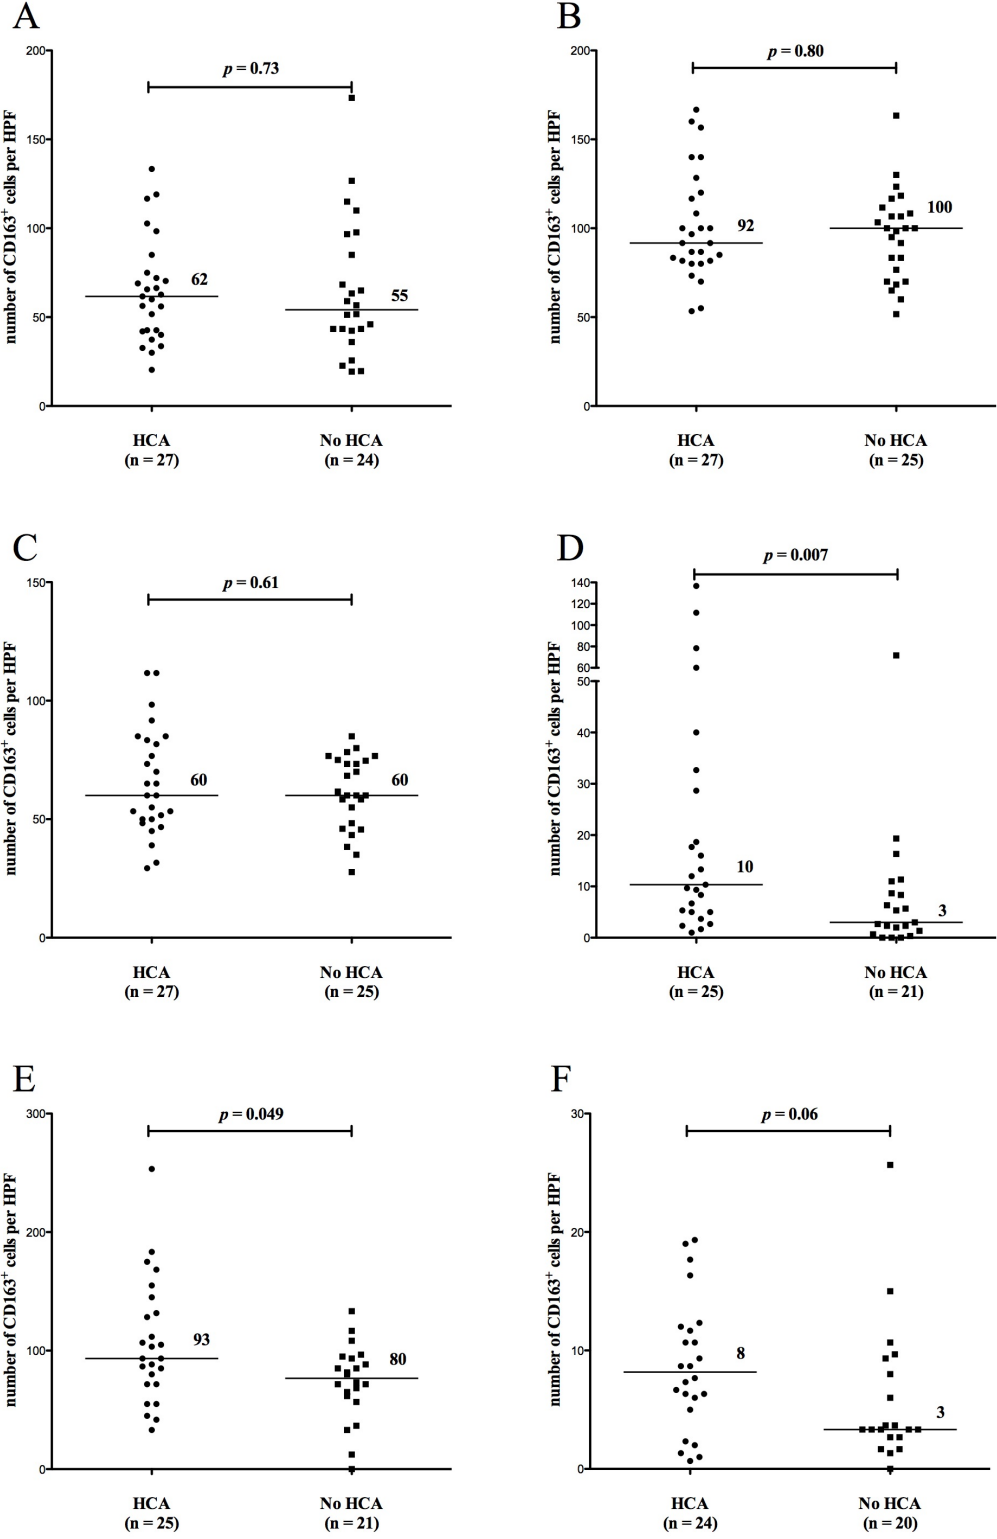 A
number of CD163+ cells per HPF
200
150
100
50
0
p = 0.73
62
55
HCA
(n = 27)
No HCA
(n = 24)
B
number of CD163+ cells per HPF
200
150
100
50
0
p = 0.80
92
100
HCA
(n = 27)
No HCA
(n = 25)
C
number of CD163+ cells per HPF
150
100
50
0
p = 0.61
60
60
HCA
(n = 27)
No HCA
(n = 25)
D
number of CD163+ cells per HPF
140
120
100
80
60
50
40
30
20
10
0
p = 0.007
10
3
HCA
(n = 25)
No HCA
(n = 21)
E
number of CD163+ cells per HPF
300
200
100
0
p = 0.049
93
80
HCA
(n = 25)
No HCA
(n = 21)
F
number of CD163+ cells per HPF
30
20
10
0
p = 0.06
8
3
HCA
(n = 24)
No HCA
(n = 20)